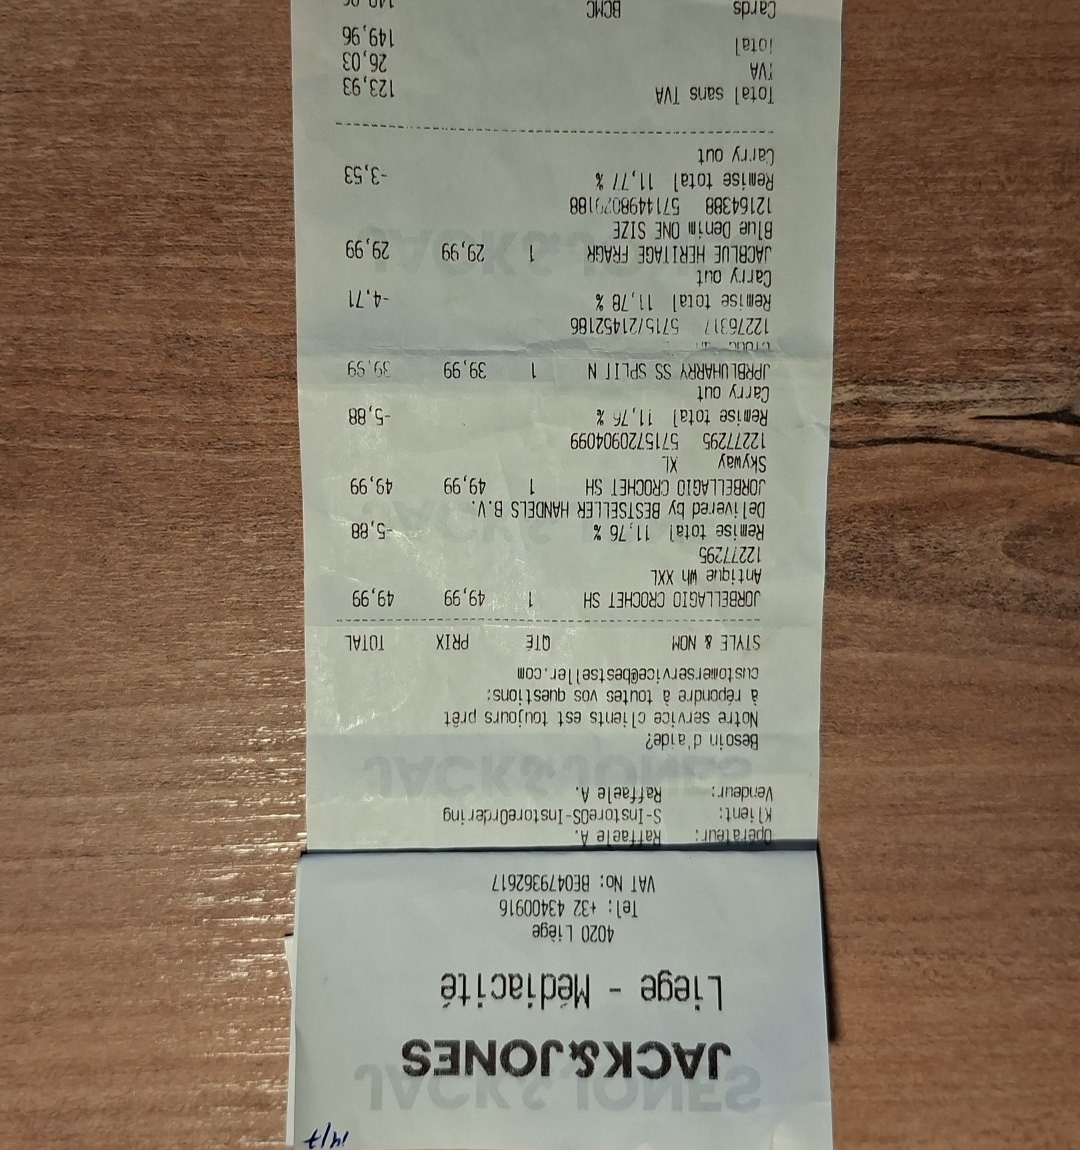 14/7
JACK&JONES
Liege - Médiacité
4020 Liège
Tel: +32 43400916
VAT No: BE0479362617
Opérateur: Raffaele A.
Klient: S-InstoreOS-InstoreOrdering
Vendeur: Raffaele A.
Besoin d'aide?
Notre service clients est toujours prêt
à répondre à toutes vos questions:
customerservice@bestseller.com
STYLE & NOM QTE PRIX TOTAL
JORBELLAGIO CROCHET SH 1 49,99 49,99
Antique Wh XXL
12277295
Remise total 11,76 % -5,88
Delivered by BESTSELLER HANDELS B.V.
JORBELLAGIO CROCHET SH 1 49,99 49,99
Skyway XL
12277295 5715720904099
Remise total 11,76 % -5,88
Carry out
JPRBLUHARRY SS SPLIT N 1 39,99 39,99
12276317 5715721452186
Remise total 11,78 % -4,71
Carry out
JACBLUE HERITAGE FRAGR 1 29,99 29,99
Blue Denim ONE SIZE
12164388
Remise total 11,77 % -3,53
Carry out
Total sans TVA 123,93
TVA 26,03
Total 149,96
Cards BCMC